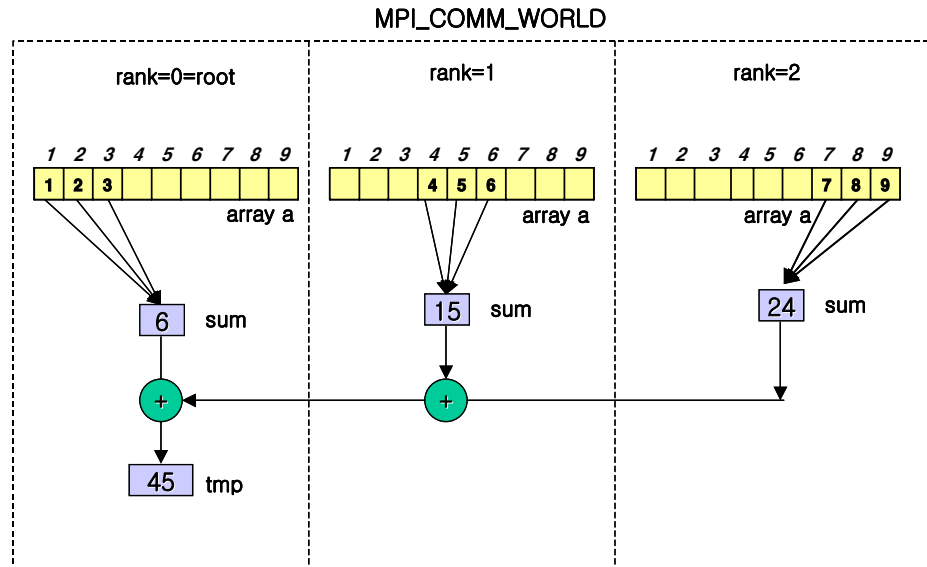 MPI_COMM_WORLD
rank=0=root
rank=1
rank=2
1 2 3 4 5 6 7 8 9
1 2 3 4 5 6 7 8 9
1 2 3 4 5 6 7 8 9
1 2 3
4 5 6
7 8 9
array a
array a
array a
6 sum
15 sum
24 sum
+
+
45 tmp